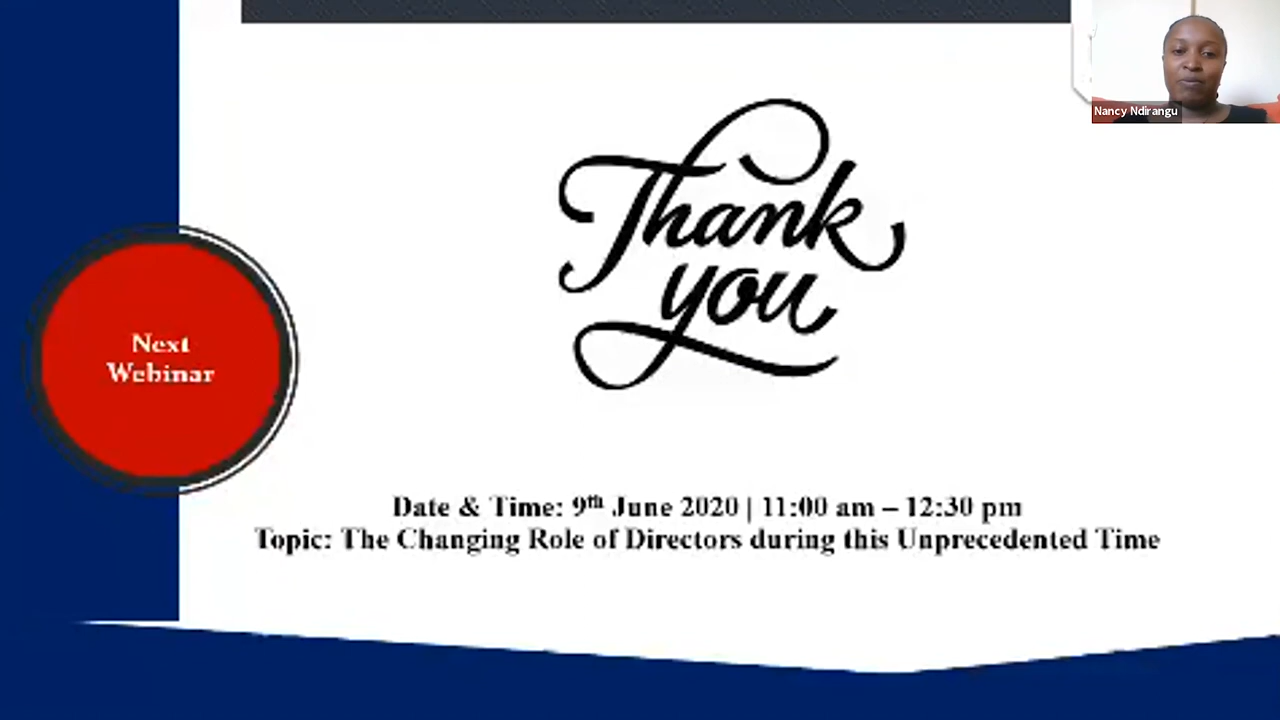 Nancy Ndirangu
Thank
you
Next
Webinar
Date & Time: 9th June 2020 | 11:00 am – 12:30 pm
Topic: The Changing Role of Directors during this Unprecedented Time